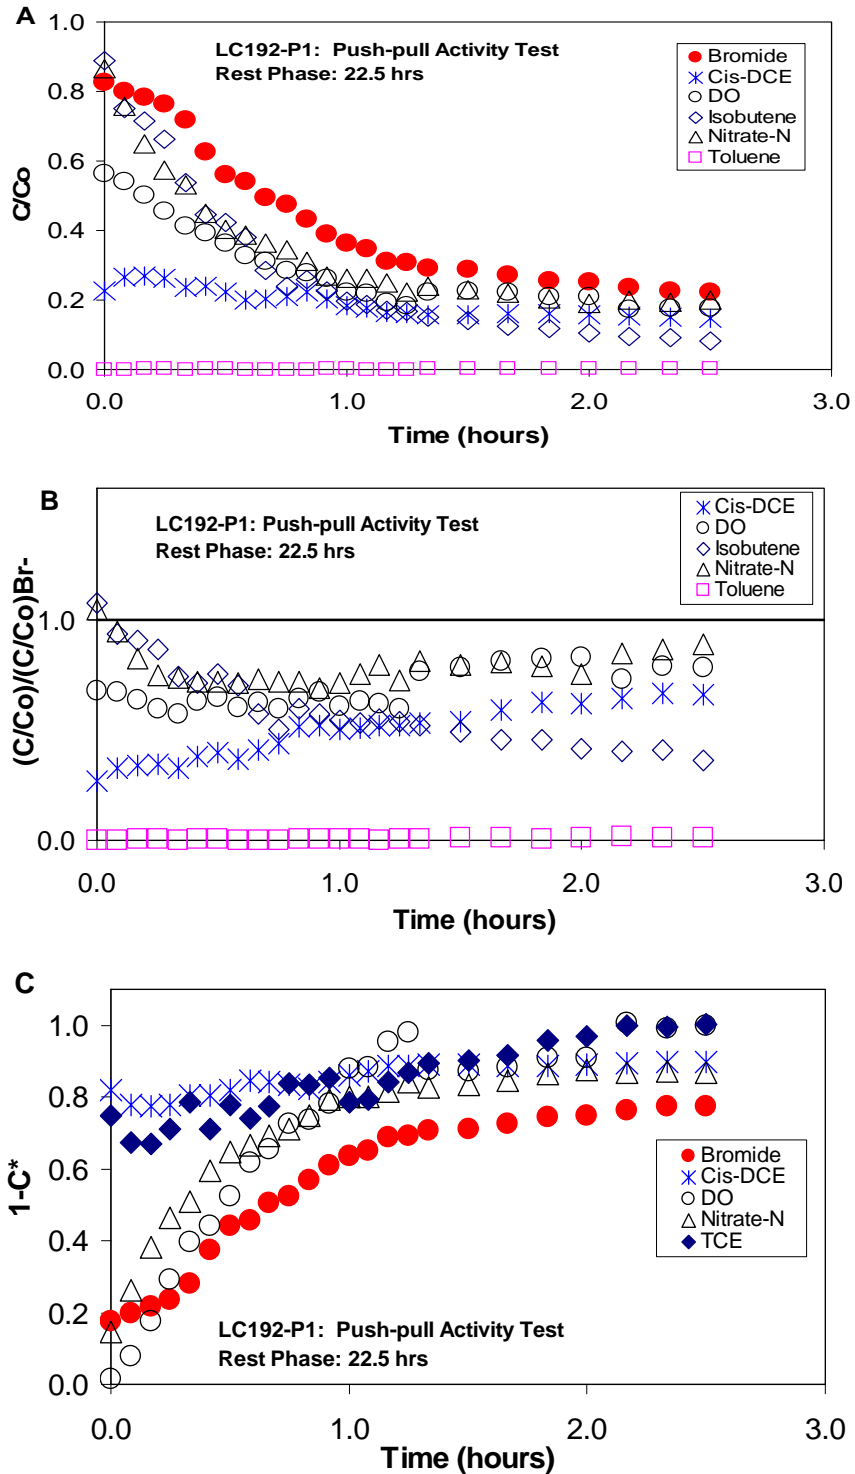 A
1.0
0.8
0.6
0.4
0.2
0.0
C/Co
LC192-P1: Push-pull Activity Test
Rest Phase: 22.5 hrs
Bromide
Cis-DCE
DO
Isobutene
Nitrate-N
Toluene
0.0 1.0 2.0 3.0
Time (hours)
B
1.0
0.0
(C/Co)/(C/Co)Br-
LC192-P1: Push-pull Activity Test
Rest Phase: 22.5 hrs
Cis-DCE
DO
Isobutene
Nitrate-N
Toluene
0.0 1.0 2.0 3.0
Time (hours)
C
1.0
0.8
0.6
0.4
0.2
0.0
1-C*
Bromide
Cis-DCE
DO
Nitrate-N
TCE
LC192-P1: Push-pull Activity Test
Rest Phase: 22.5 hrs
0.0 1.0 2.0 3.0
Time (hours)